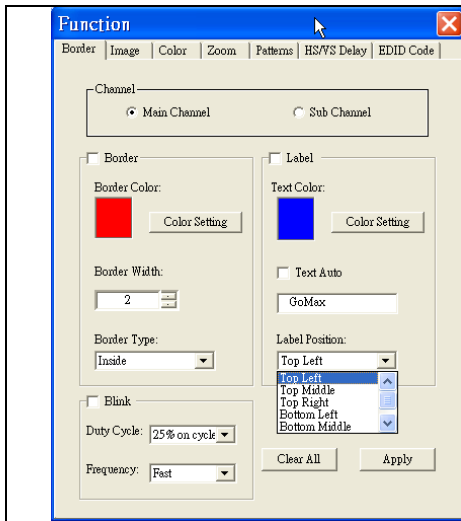 Function
Border Image Color Zoom Patterns HS/VS Delay EDID Code
Channel
Main Channel Sub Channel
Border
Border Color:
Color Setting
Border Width:
2
Border Type:
Inside
Label
Text Color:
Color Setting
Text Auto
GoMax
Label Position:
Top Left
Top Left
Top Middle
Top Right
Bottom Left
Bottom Middle
Blink
Duty Cycle: 25% on cycle
Frequency: Fast
Clear All Apply